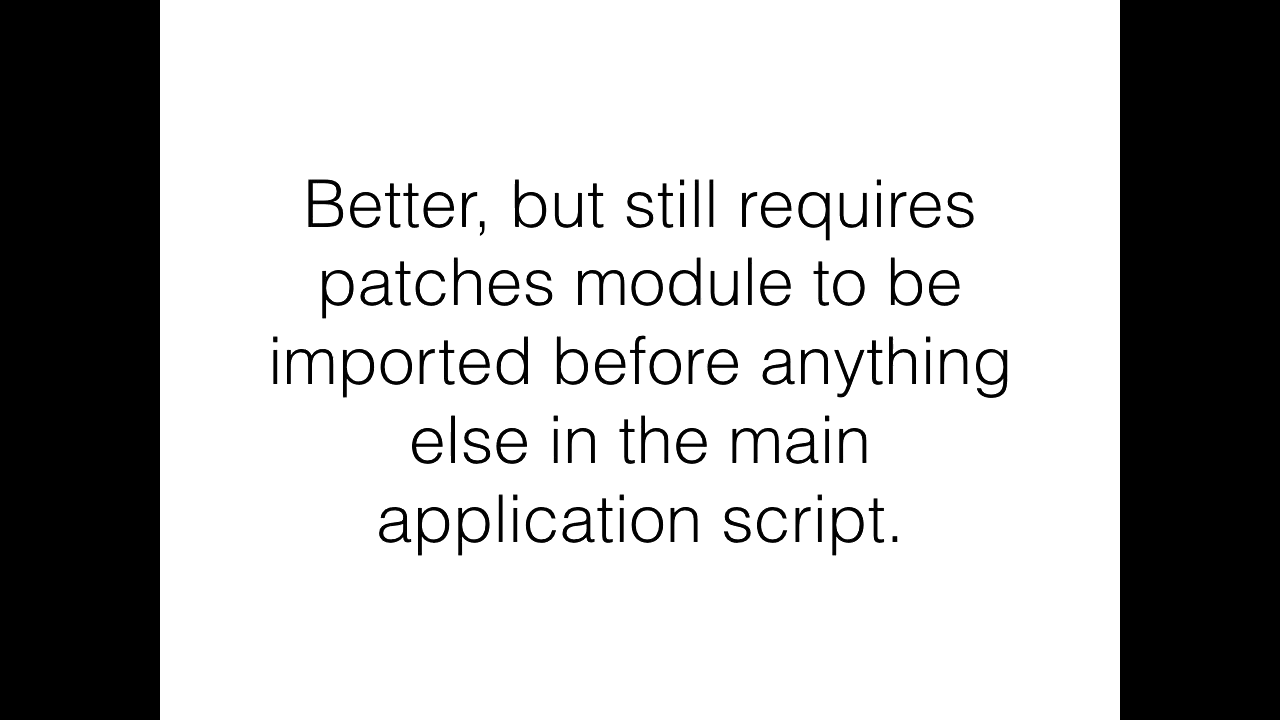 Better, but still requires
patches module to be
imported before anything
else in the main
application script.